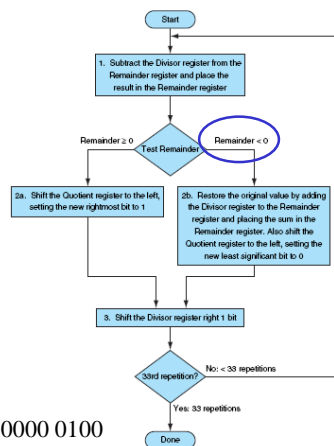 Start
1. Subtract the Divisor register from the
Remainder register and place the
result in the Remainder register
Remainder ≥ 0
Test Remainder
Remainder < 0
2a. Shift the Quotient register to the left,
setting the new rightmost bit to 1
2b. Restore the original value by adding
the Divisor register to the Remainder
register and placing the sum in the
Remainder register. Also shift the
Quotient register to the left, setting the
new least significant bit to 0
3. Shift the Divisor register right 1 bit
33rd repetition?
No: < 33 repetitions
Yes: 33 repetitions
0000 0100
Done